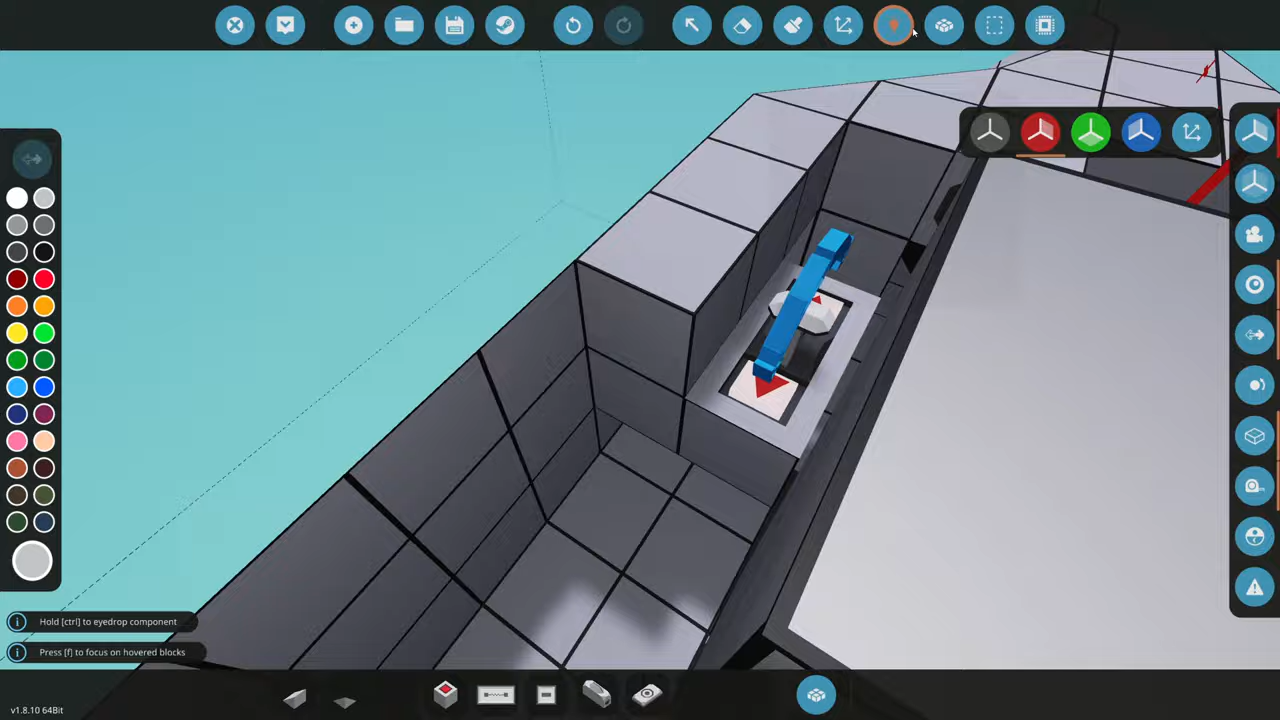 Hold [ctrl] to eyedrop component
Press [f] to focus on hovered blocks
v1.8.10 64Bit